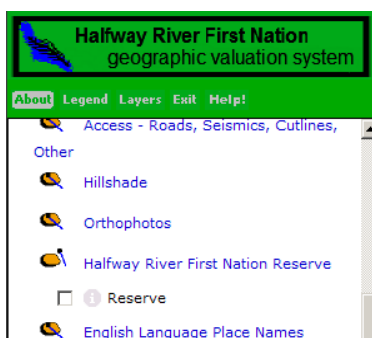 Halfway River First Nation
geographic valuation system
About Legend Layers Exit Help!
Access - Roads, Seismics, Cutlines,
Other
Hillshade
Orthophotos
Halfway River First Nation Reserve
Reserve
English Language Place Names